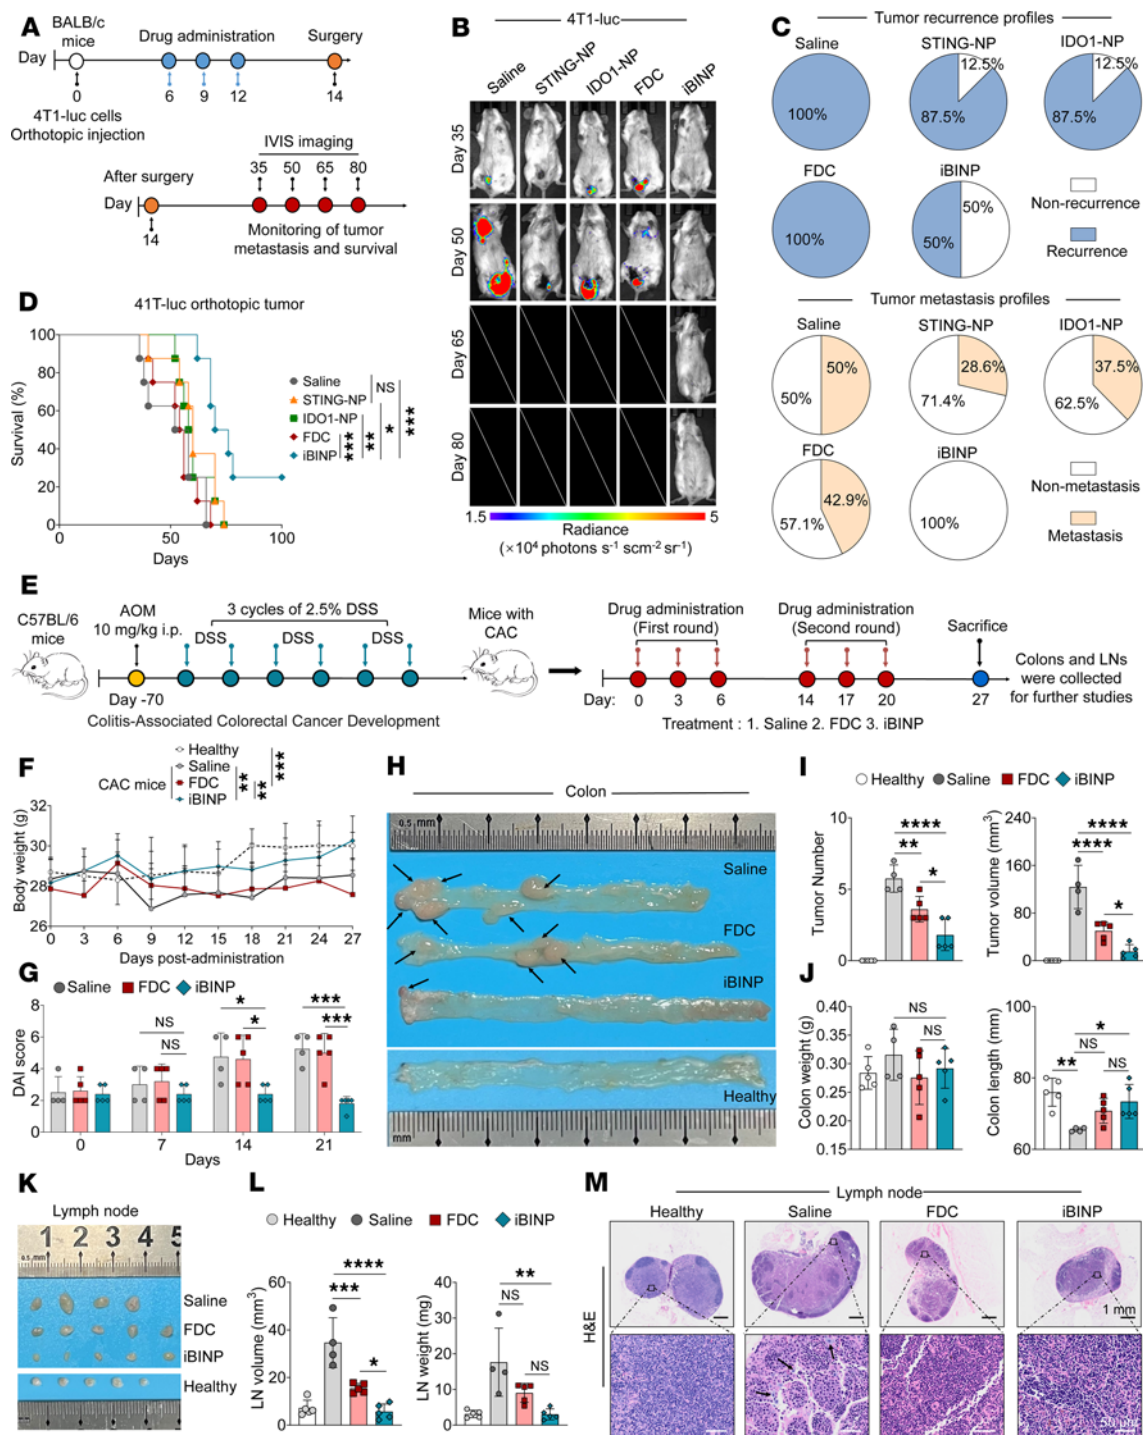 A
BALB/c
mice
Drug administration
Surgery
Day
0
6
9
12
14
4T1-luc cells
Orthotopic injection
IVIS imaging
After surgery
35
50
65
80
Day
14
Monitoring of tumor
metastasis and survival
B
4T1-luc
Saline
STING-NP
IDO1-NP
FDC
iBINP
Day 35
Day 50
Day 65
Day 80
1.5
5
Radiance
(×10⁴ photons s⁻¹ scm⁻² sr⁻¹)
C
Tumor recurrence profiles
Saline
STING-NP
IDO1-NP
100%
12.5%
87.5%
12.5%
87.5%
FDC
iBINP
100%
50%
50%
Non-recurrence
Recurrence
Tumor metastasis profiles
Saline
STING-NP
IDO1-NP
50%
50%
28.6%
71.4%
37.5%
62.5%
FDC
iBINP
42.9%
57.1%
100%
Non-metastasis
Metastasis
D
41T-luc orthotopic tumor
Survival (%)
100
80
60
40
20
0
0
50
100
Days
Saline
STING-NP
IDO1-NP
FDC
iBINP
NS
***
**
*
***
E
C57BL/6
mice
AOM
10 mg/kg i.p.
3 cycles of 2.5% DSS
DSS
DSS
DSS
Day -70
Colitis-Associated Colorectal Cancer Development
Mice with
CAC
Drug administration
(First round)
Drug administration
(Second round)
Sacrifice
Day:
0
3
6
14
17
20
27
Treatment : 1. Saline 2. FDC 3. iBINP
Colons and LNs
were collected
for further studies
F
Healthy
Saline
CAC mice
FDC
iBINP
**
**
***
Body weight (g)
32
30
28
26
0
3
6
9
12
15
18
21
24
27
Days post-administration
G
Saline
FDC
iBINP
DAI score
8
6
4
2
0
NS
NS
*
*
***
***
0
7
14
21
Days
H
Colon
0.5 mm
Saline
FDC
iBINP
Healthy
mm
I
Healthy
Saline
FDC
iBINP
Tumor Number
10
5
0
****
**
*
Tumor volume (mm³)
240
160
80
0
****
****
*
J
Colon weight (g)
0.40
0.35
0.30
0.25
0.20
0.15
NS
NS
Colon length (mm)
100
80
60
*
**
NS
NS
K
Lymph node
1
2
3
4
5
0.5 mm
Saline
FDC
iBINP
Healthy
L
Healthy
Saline
FDC
iBINP
LN volume (mm³)
60
40
20
0
****
***
*
LN weight (mg)
40
30
20
10
0
**
NS
NS
M
Lymph node
Healthy
Saline
FDC
iBINP
H&E
1 mm
50 μm